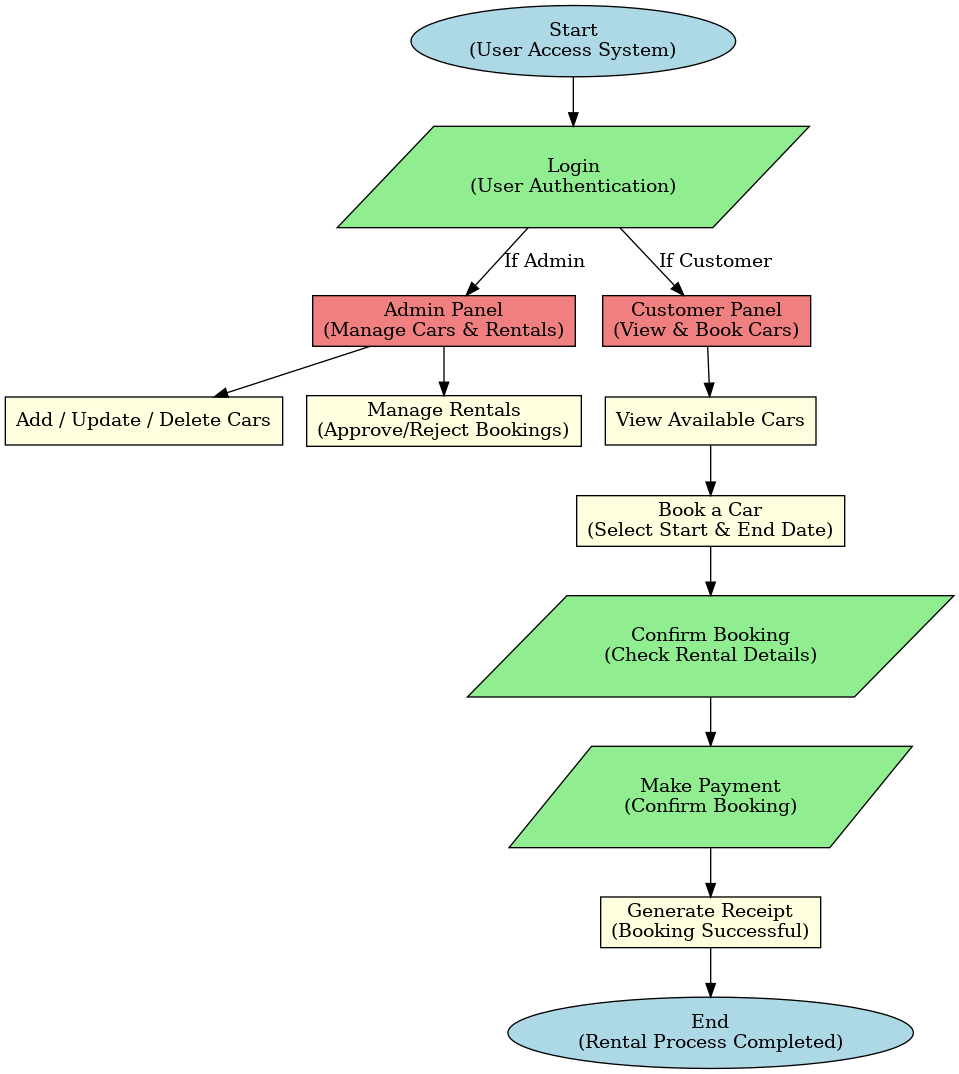 Start
(User Access System)
Login
(User Authentication)
If Admin
If Customer
Admin Panel
(Manage Cars & Rentals)
Customer Panel
(View & Book Cars)
Add / Update / Delete Cars
Manage Rentals
(Approve/Reject Bookings)
View Available Cars
Book a Car
(Select Start & End Date)
Confirm Booking
(Check Rental Details)
Make Payment
(Confirm Booking)
Generate Receipt
(Booking Successful)
End
(Rental Process Completed)